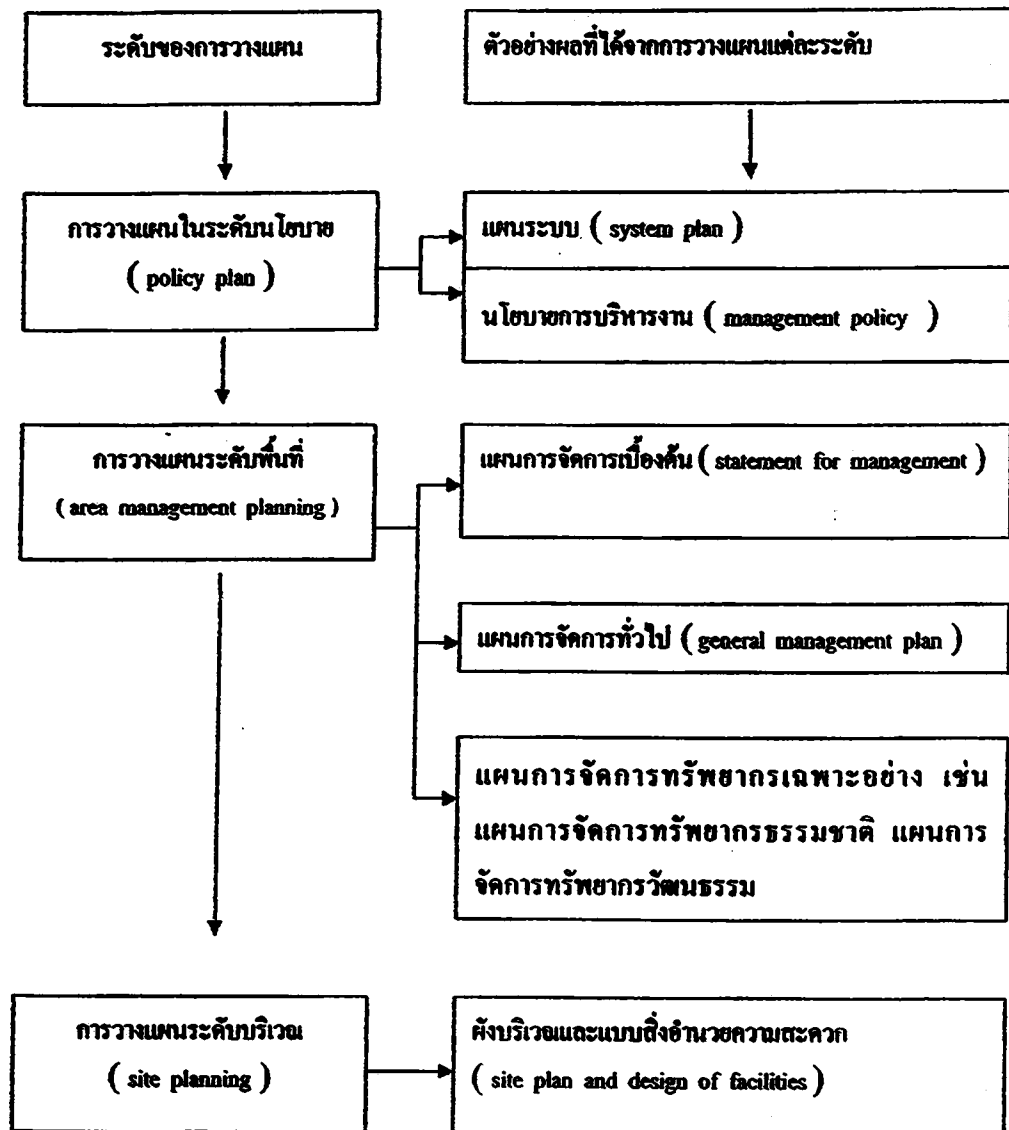 ระดับของการวางแผน
ตัวอย่างผลที่ได้จากการวางแผนแต่ละระดับ
การวางแผนในระดับนโยบาย
( policy plan )
แผนระบบ ( system plan )
นโยบายการบริหารงาน ( management policy )
การวางแผนระดับพื้นที่
( area management planning )
แผนการจัดการเบื้องต้น ( statement for management )
แผนการจัดการทั่วไป ( general management plan )
แผนการจัดการทรัพยากรเฉพาะอย่าง เช่น
แผนการจัดการทรัพยากรธรรมชาติ แผนการ
จัดการทรัพยากรวัฒนธรรม
การวางแผนระดับบริเวณ
( site planning )
ผังบริเวณและแบบสิ่งอำนวยความสะดวก
( site plan and design of facilities )